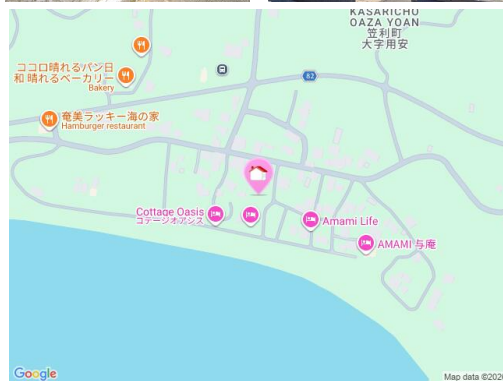 KASARICHO
OAZA YOAN
笠利町
大字用安
ココロ晴れるパン日
和 晴れるベーカリー
Bakery
82
奄美ラッキー海の家
Hamburger restaurant
Cottage Oasis
コテージオアシス
Amami Life
AMAMI 与庵
Google
Map data ©2026